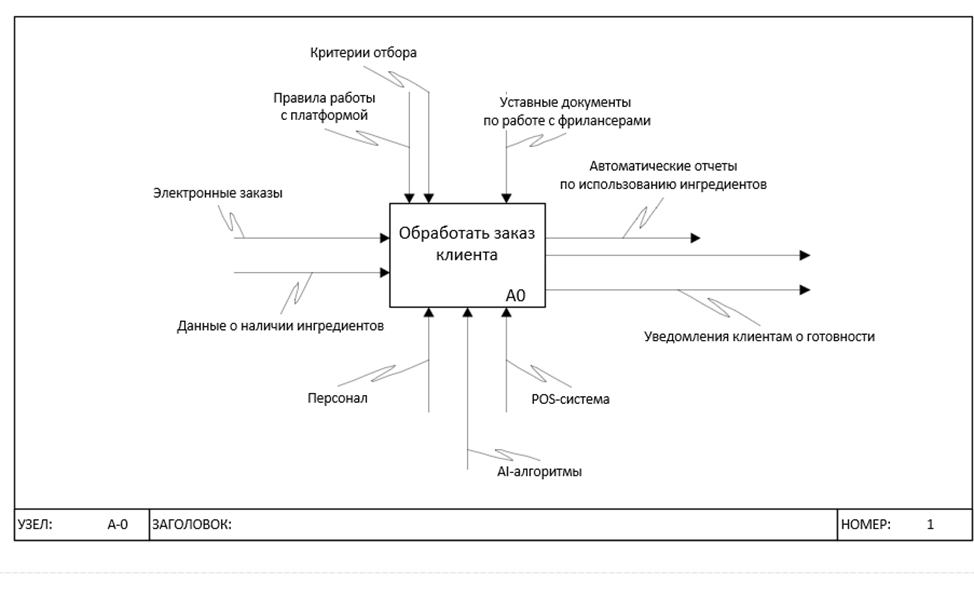 Критерии отбора
Правила работы
с платформой
Уставные документы
по работе с фрилансерами
Автоматические отчеты
по использованию ингредиентов
Электронные заказы
Обработать заказ
клиента
A0
Данные о наличии ингредиентов
Уведомления клиентам о готовности
Персонал
POS-система
AI-алгоритмы
УЗЕЛ: A-0 ЗАГОЛОВОК: НОМЕР: 1